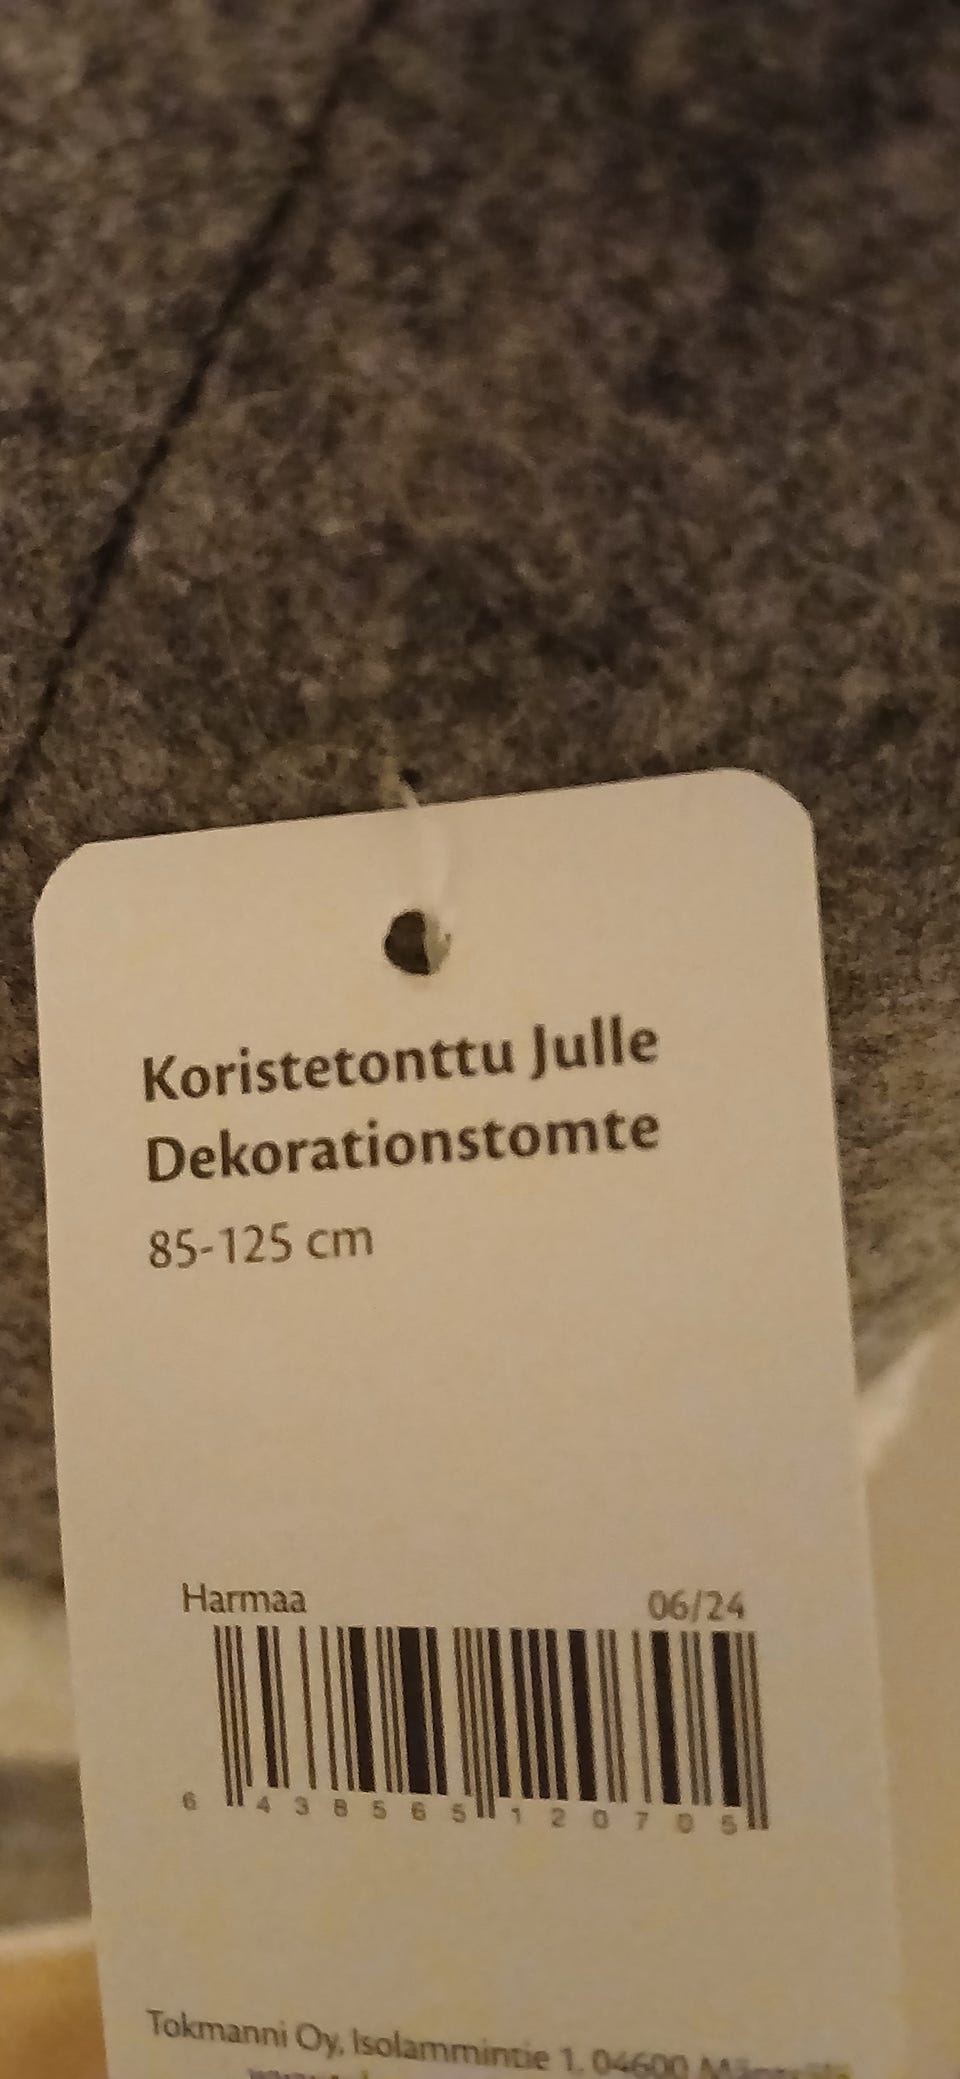 Koristetonttu Julle
Dekorationstomte
85-125 cm
Harmaa 06/24
6 438565 120705
Tokmanni Oy, Isolammintie 1, 04600